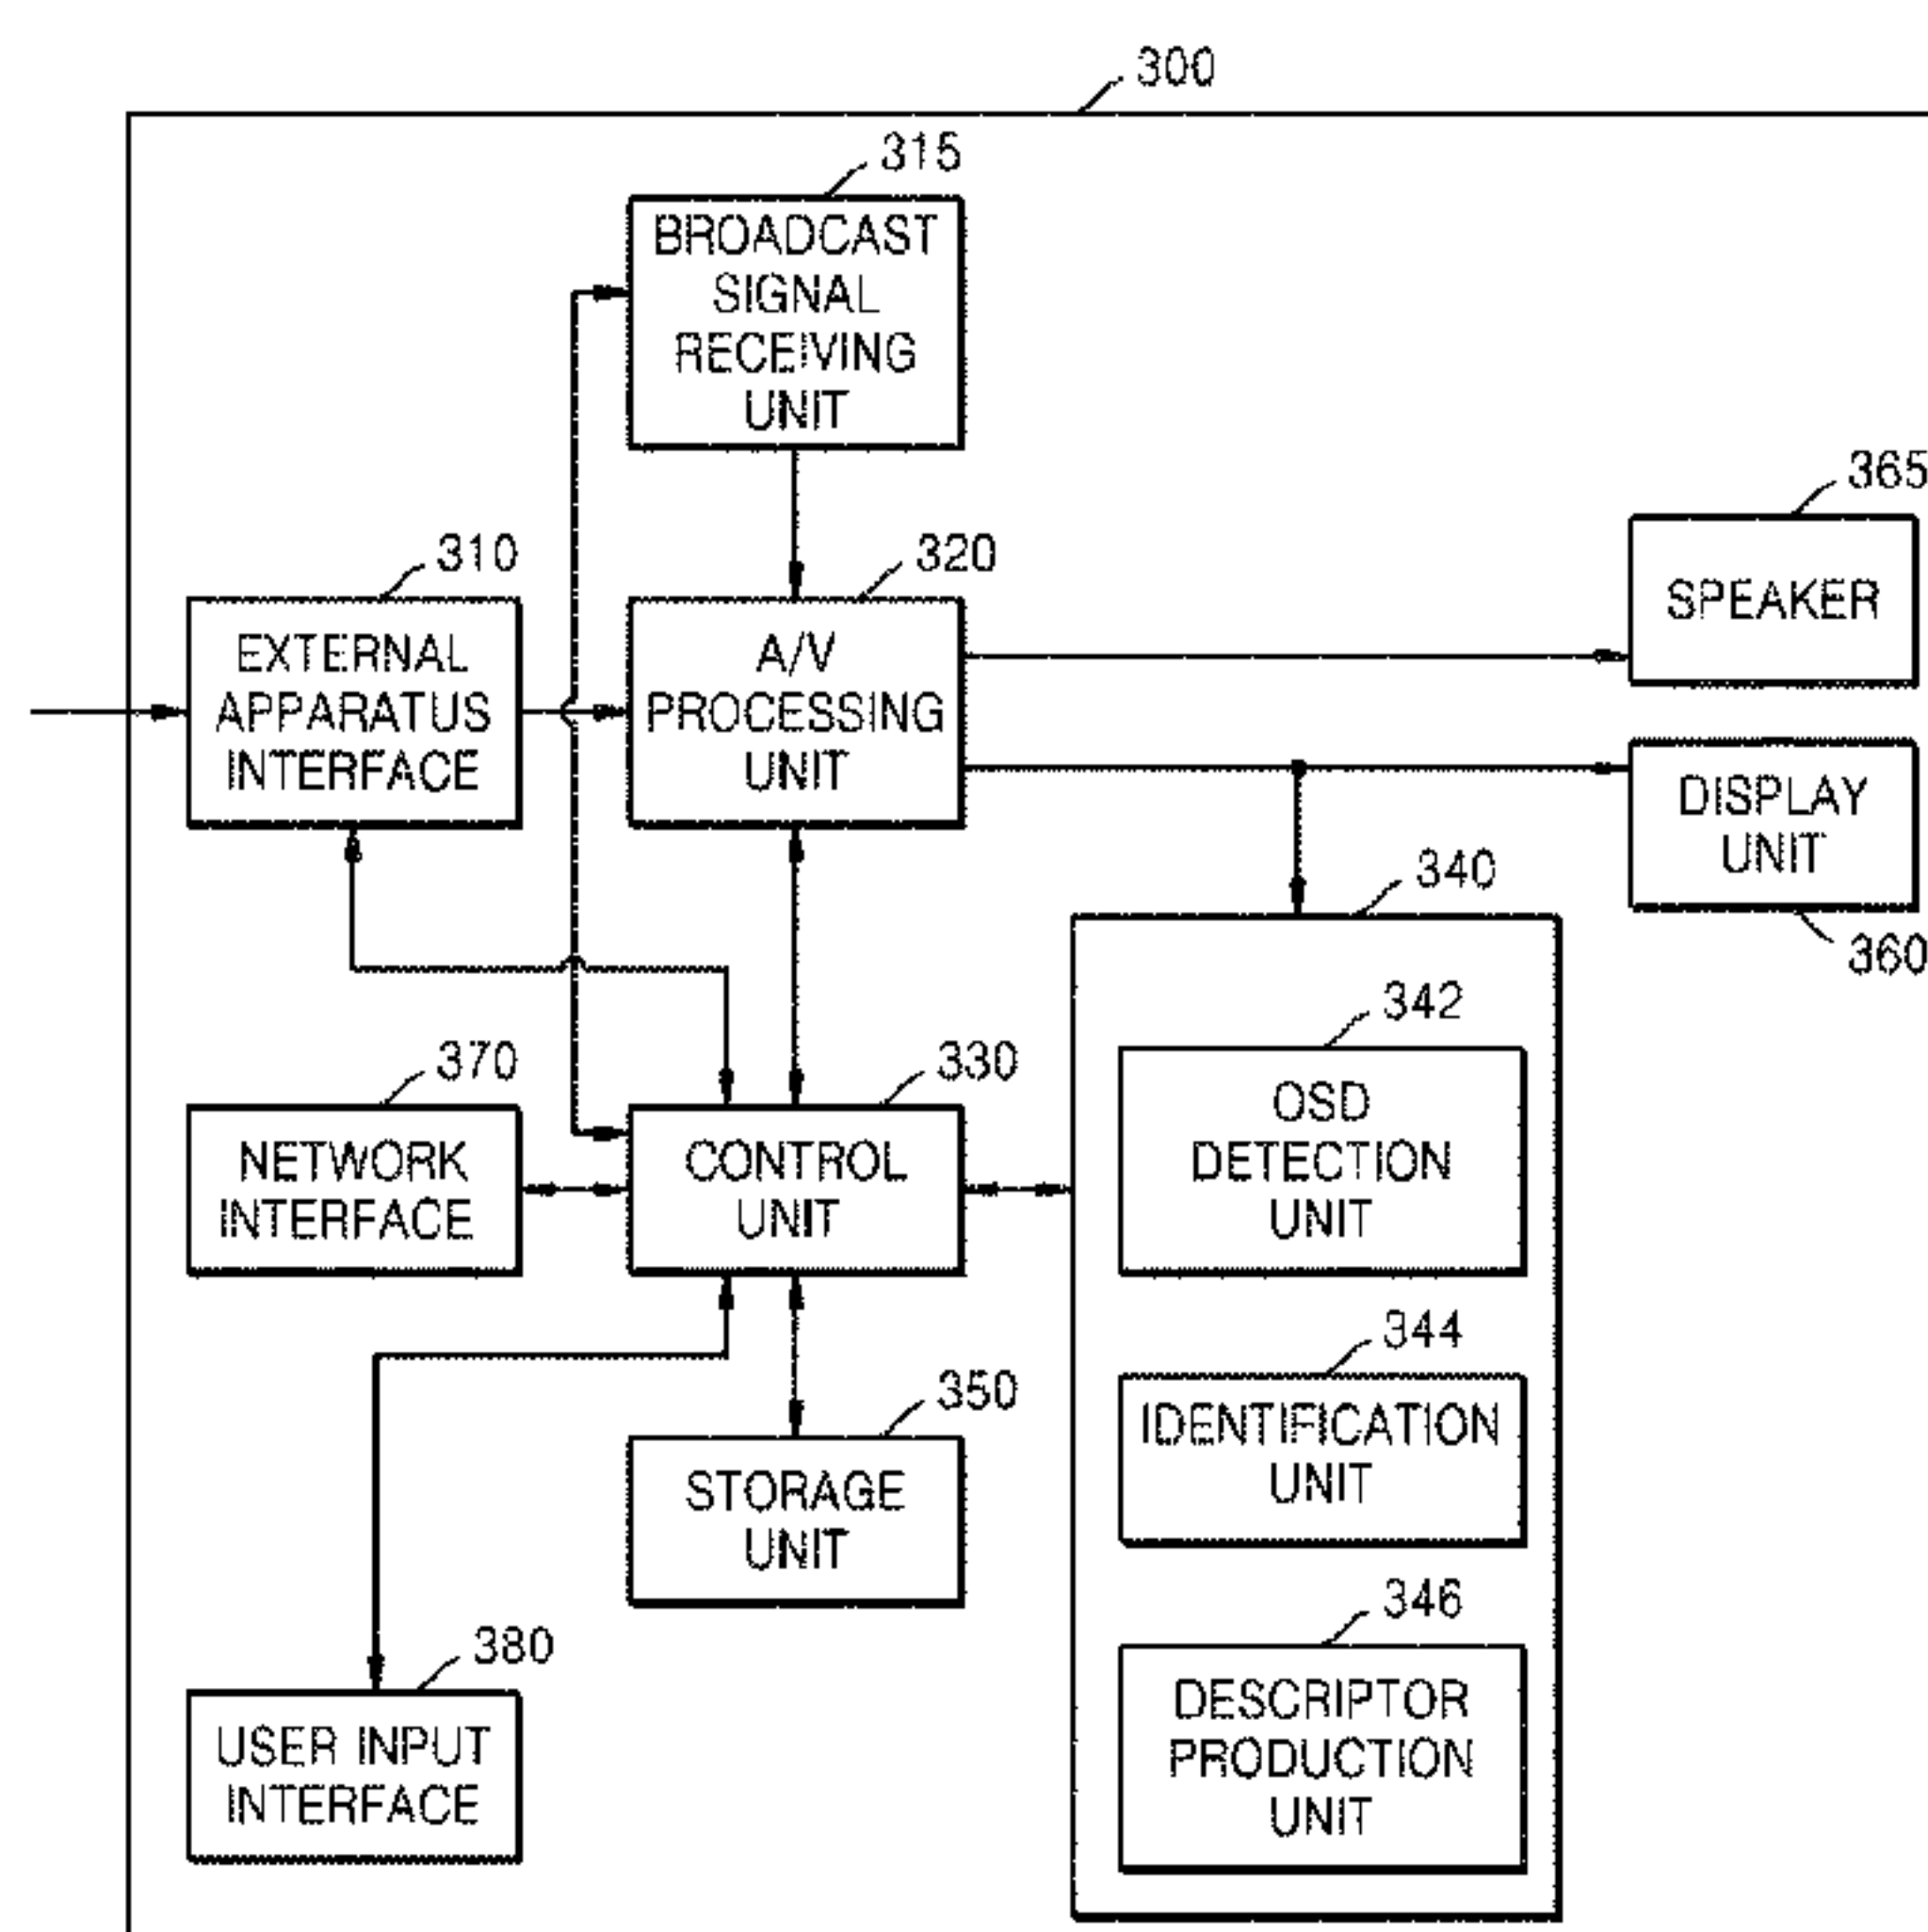 300
315
BROADCAST
SIGNAL
RECEIVING
UNIT
365
SPEAKER
310
EXTERNAL
APPARATUS
INTERFACE
320
A/V
PROCESSING
UNIT
DISPLAY
UNIT
360
340
342
OSD
DETECTION
UNIT
370
NETWORK
INTERFACE
330
CONTROL
UNIT
344
IDENTIFICATION
UNIT
350
STORAGE
UNIT
346
DESCRIPTOR
PRODUCTION
UNIT
380
USER INPUT
INTERFACE